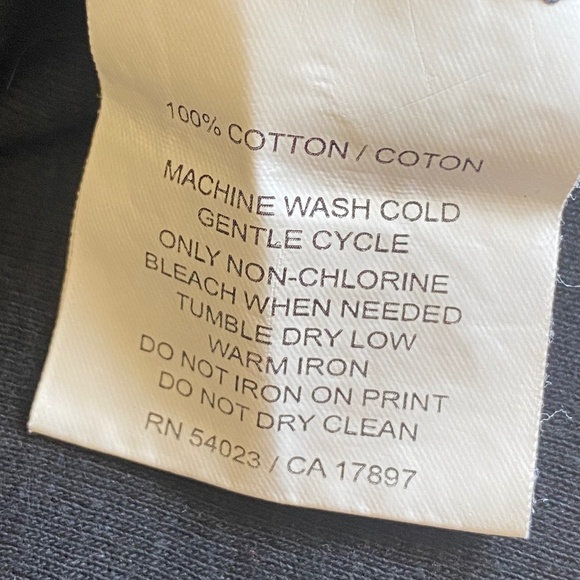 100% COTTON / COTON
MACHINE WASH COLD
GENTLE CYCLE
ONLY NON-CHLORINE
BLEACH WHEN NEEDED
TUMBLE DRY LOW
WARM IRON
DO NOT IRON ON PRINT
DO NOT DRY CLEAN
RN 54023 / CA 17897